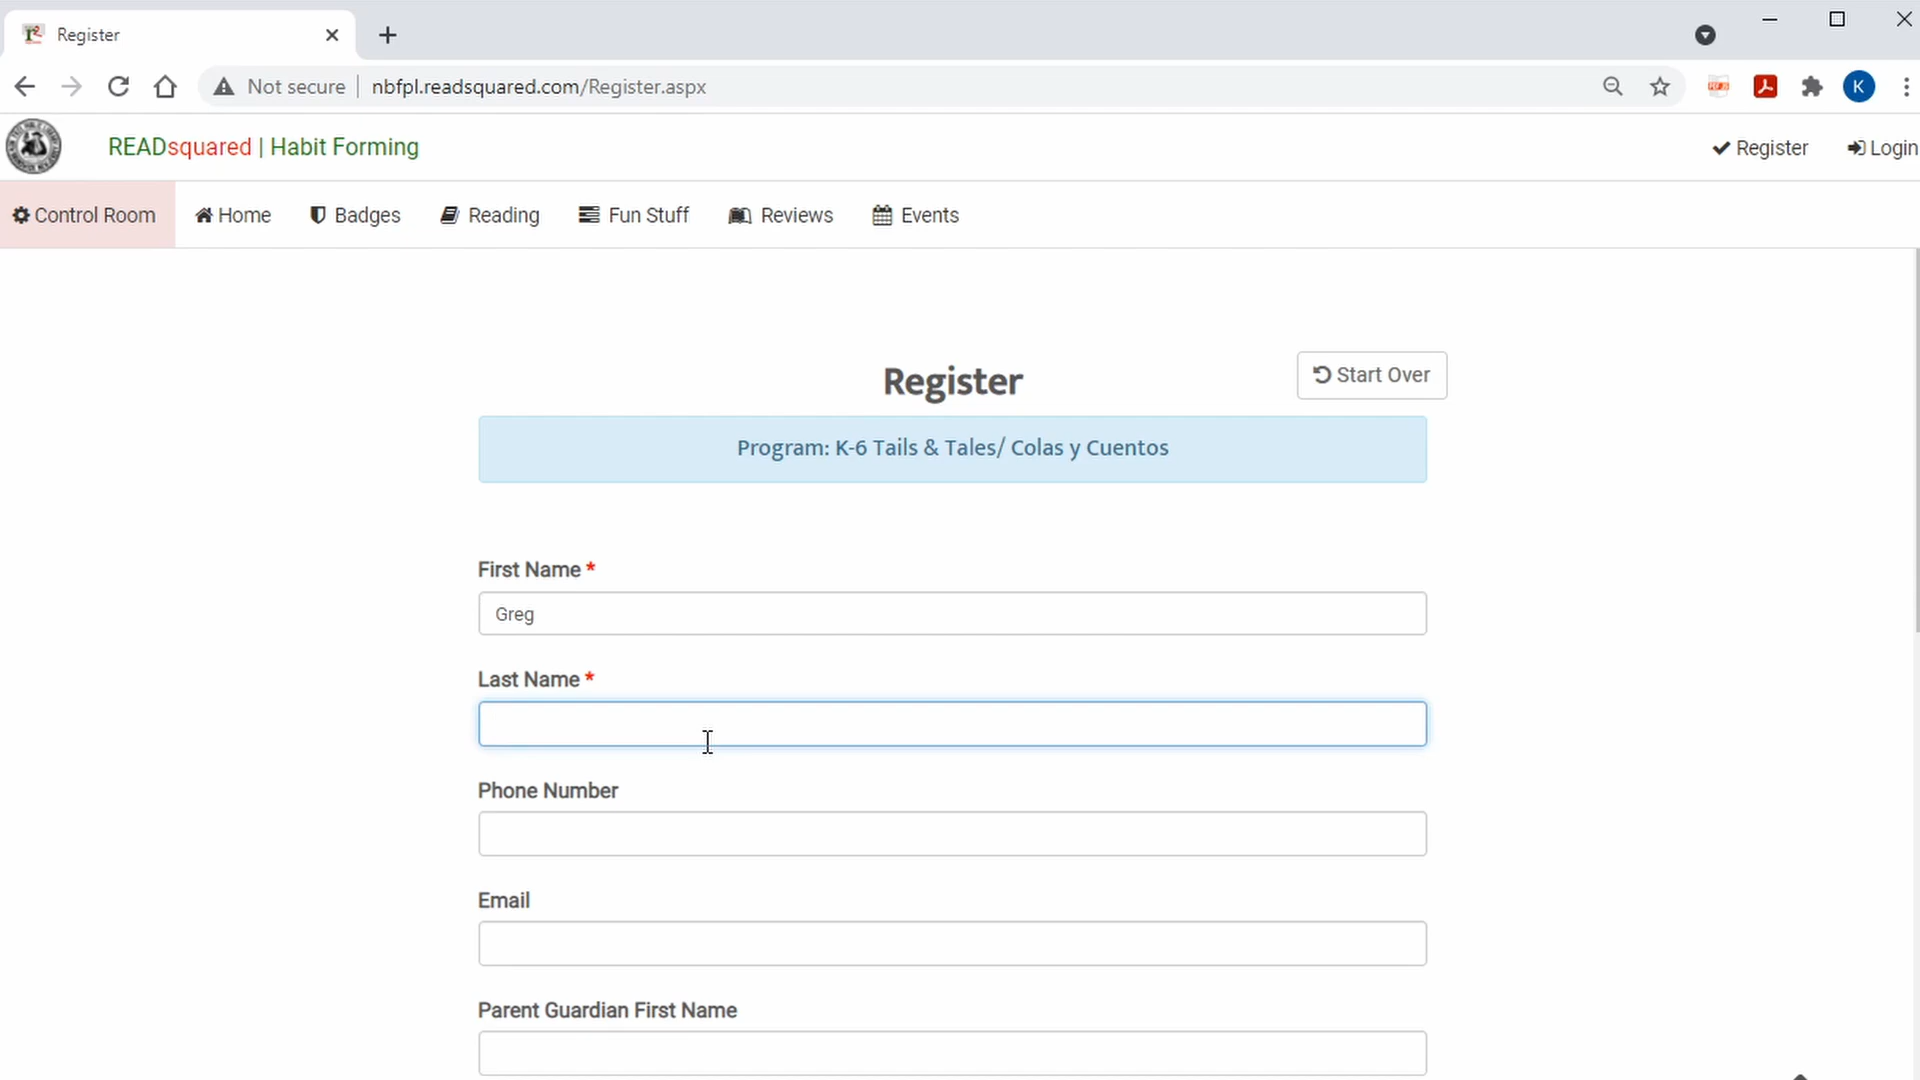 Register
Not secure nbfpl.readsquared.com/Register.aspx
K
READsquared | Habit Forming
Register
Login
Control Room
Home
Badges
Reading
Fun Stuff
Reviews
Events
Register
Start Over
Program: K-6 Tails & Tales/ Colas y Cuentos
First Name *
Greg
Last Name *
Phone Number
Email
Parent Guardian First Name